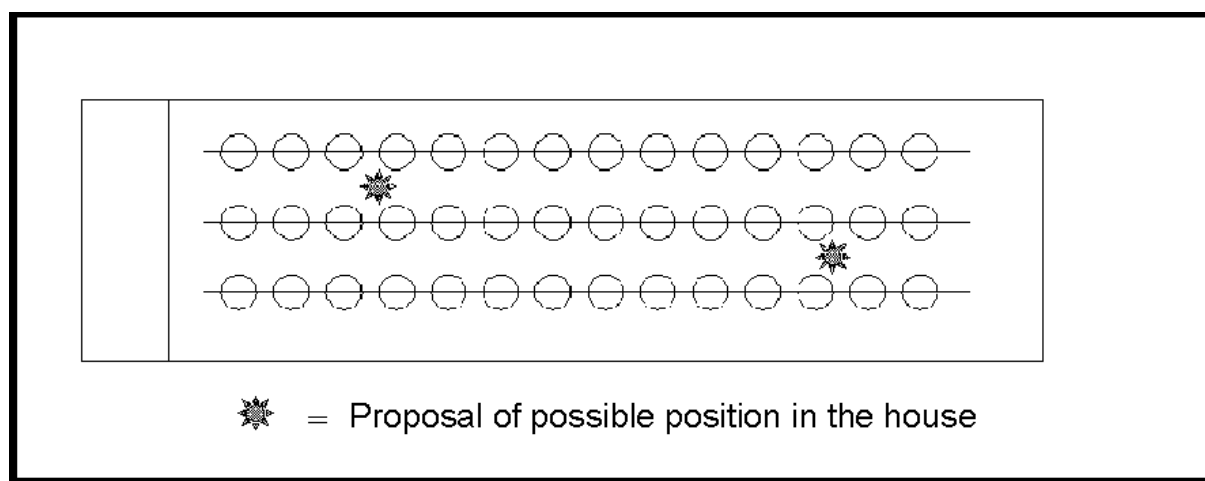 = Proposal of possible position in the house